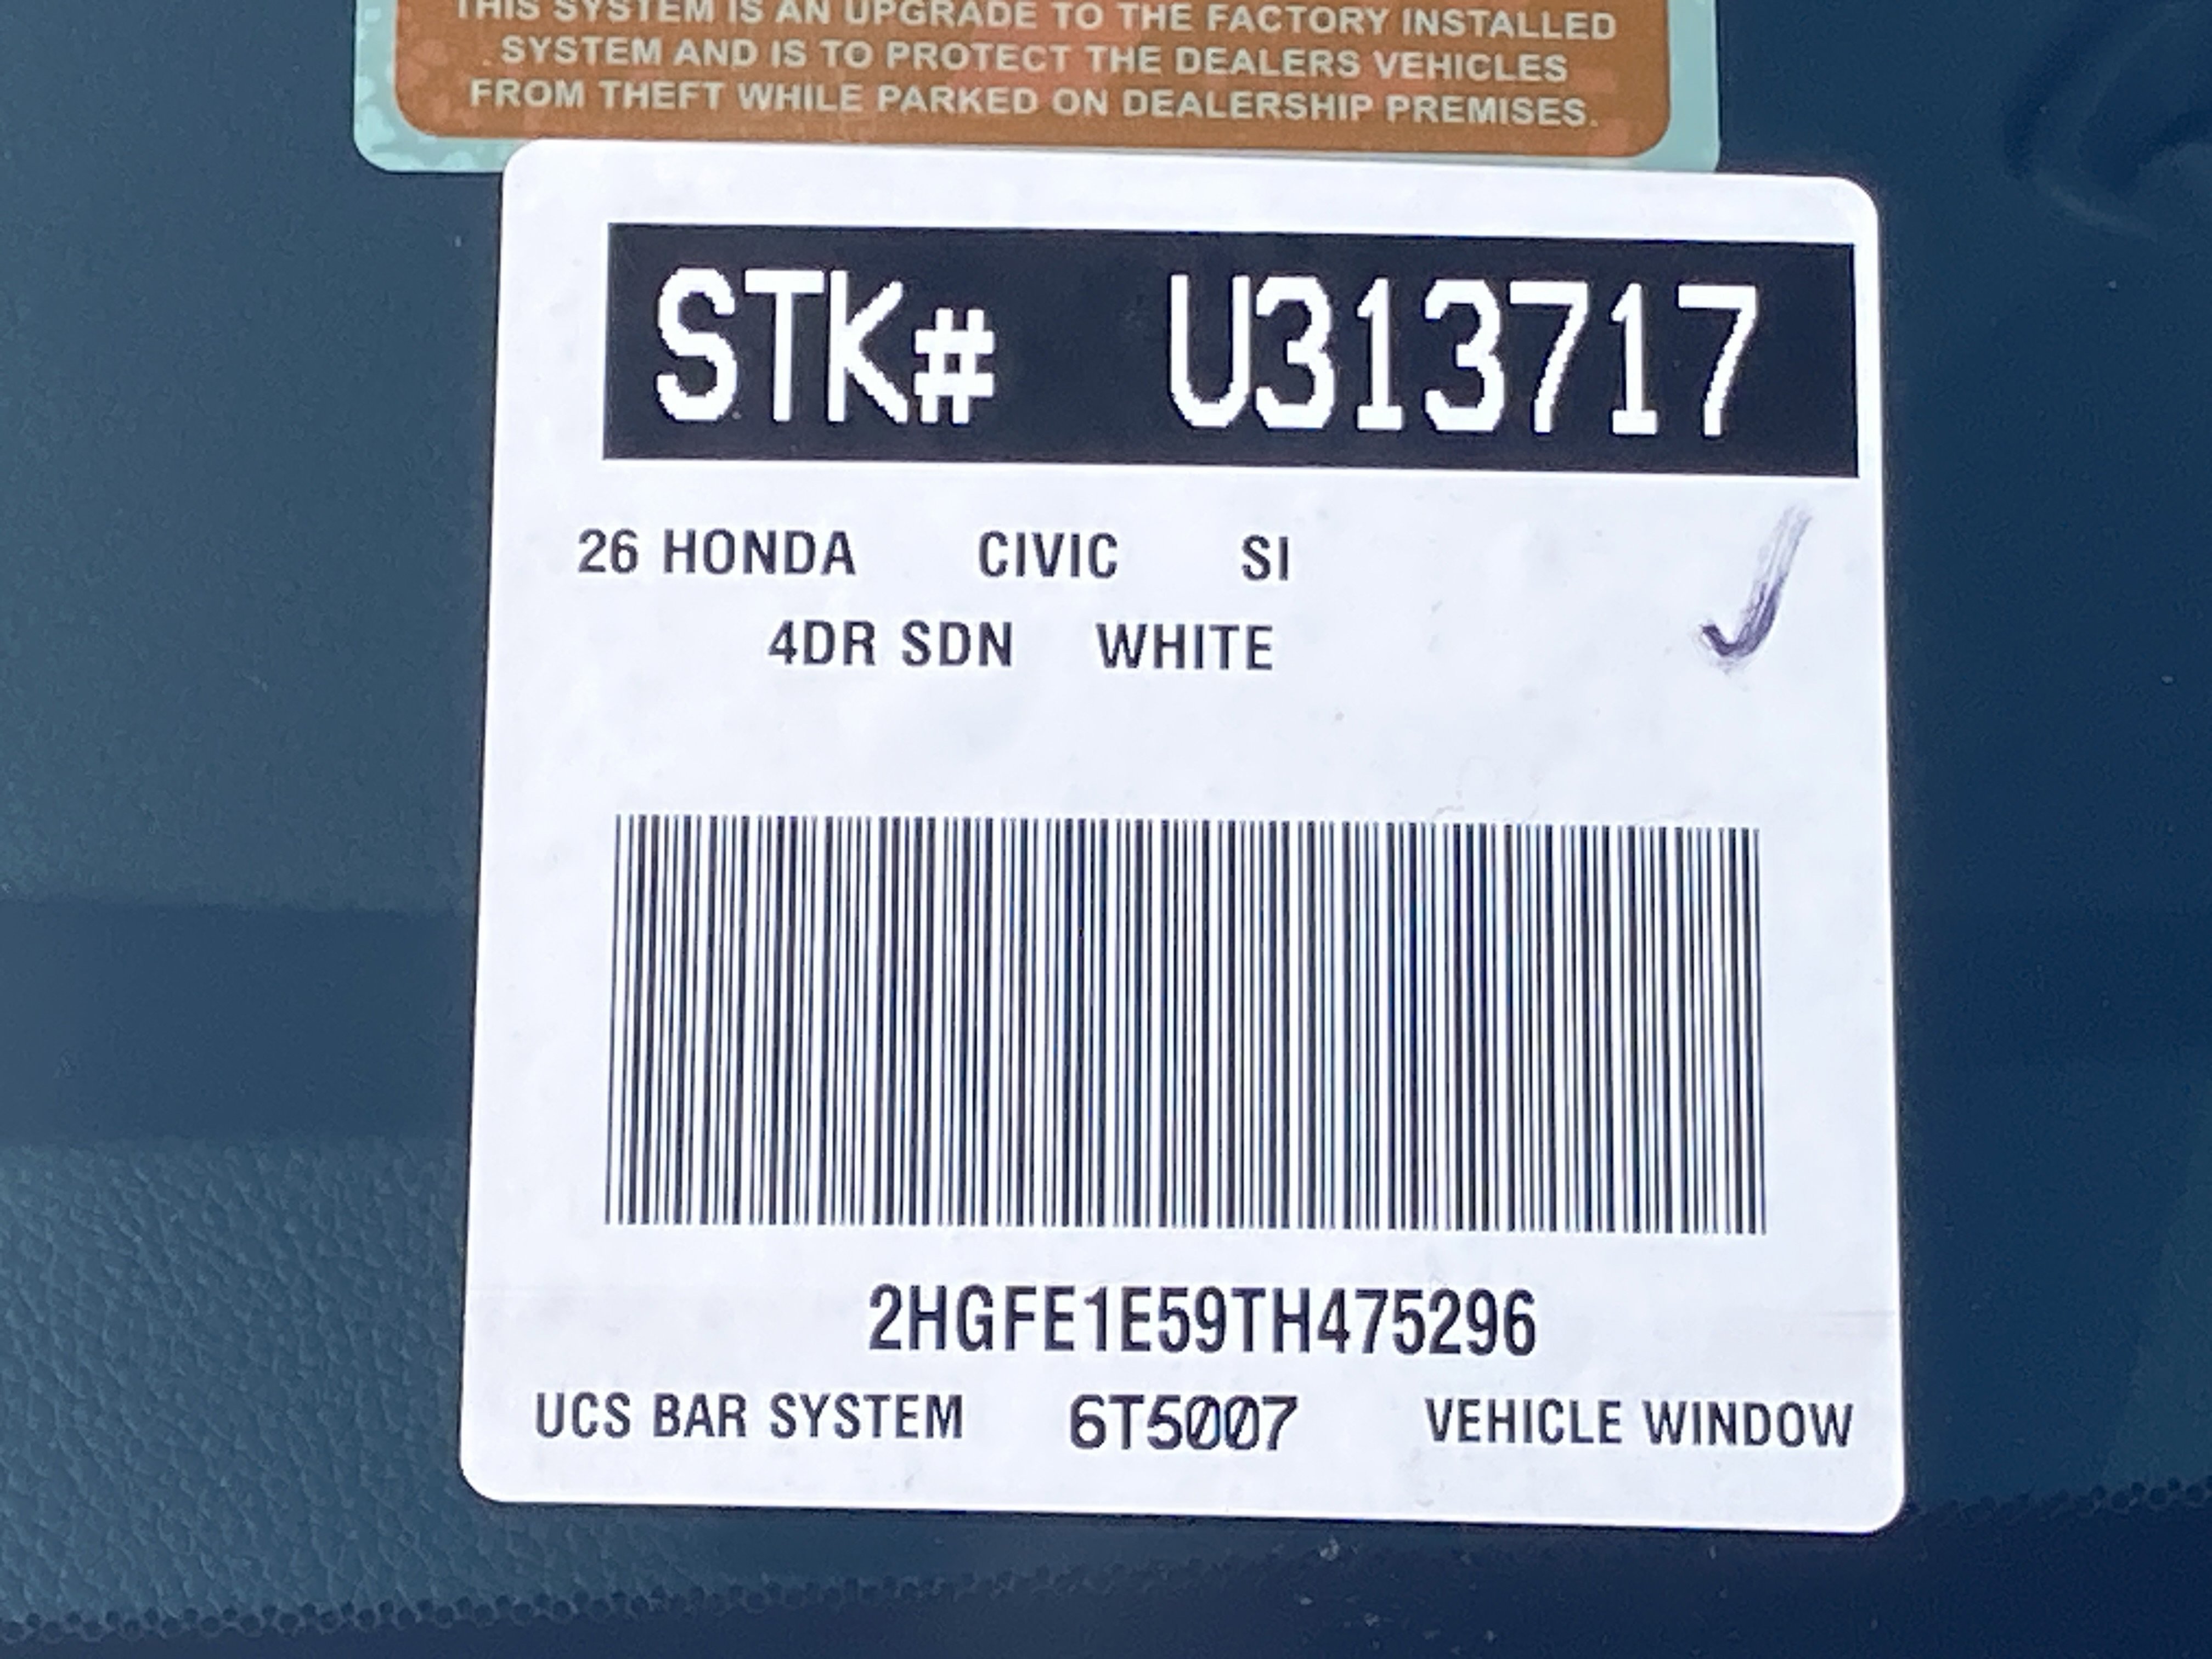 THIS SYSTEM IS AN UPGRADE TO THE FACTORY INSTALLED
SYSTEM AND IS TO PROTECT THE DEALERS VEHICLES
FROM THEFT WHILE PARKED ON DEALERSHIP PREMISES.
STK# U313717
26 HONDA CIVIC SI
4DR SDN WHITE
2HGFE1E59TH475296
UCS BAR SYSTEM 6T5007 VEHICLE WINDOW